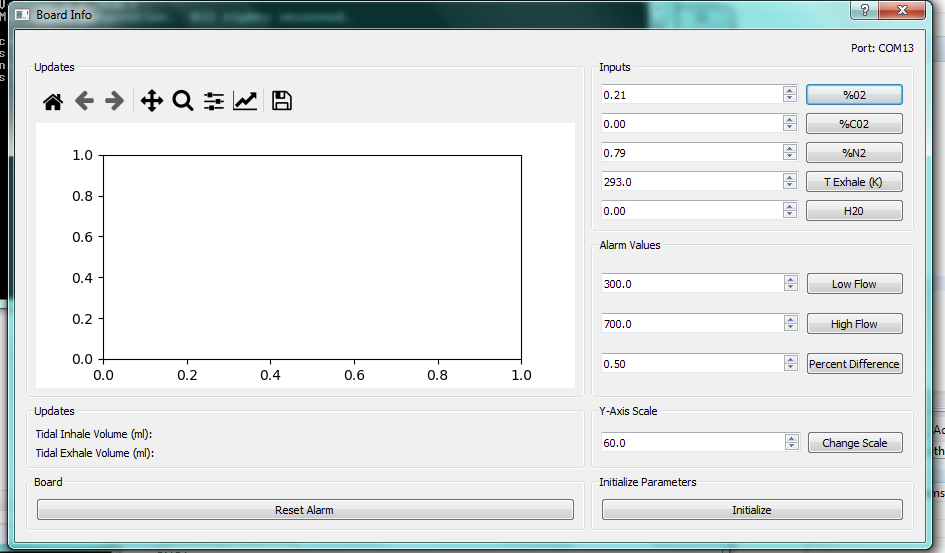 Board Info
Port: COM13
Updates
1.0
0.8
0.6
0.4
0.2
0.0
0.0 0.2 0.4 0.6 0.8 1.0
Updates
Tidal Inhale Volume (ml):
Tidal Exhale Volume (ml):
Board
Reset Alarm
Inputs
0.21 %02
0.00 %C02
0.79 %N2
293.0 T Exhale (K)
0.00 H20
Alarm Values
300.0 Low Flow
700.0 High Flow
0.50 Percent Difference
Y-Axis Scale
60.0 Change Scale
Initialize Parameters
Initialize